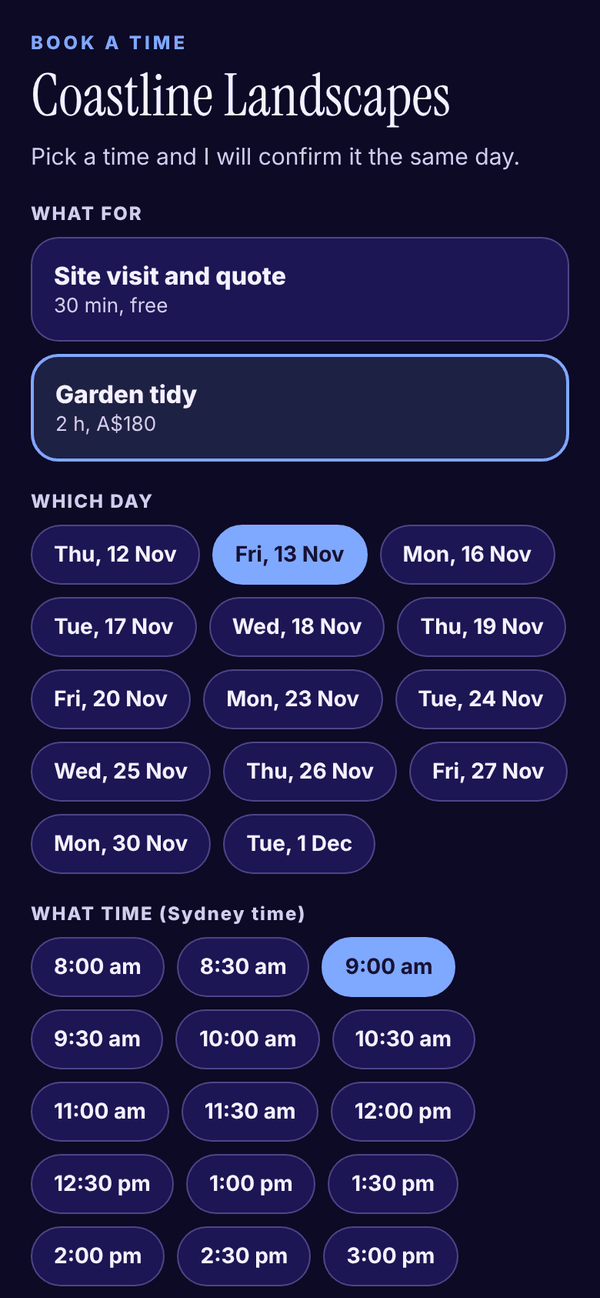 BOOK A TIME
Coastline Landscapes
Pick a time and I will confirm it the same day.
WHAT FOR
Site visit and quote
30 min, free
Garden tidy
2 h, A$180
WHICH DAY
Thu, 12 Nov
Fri, 13 Nov
Mon, 16 Nov
Tue, 17 Nov
Wed, 18 Nov
Thu, 19 Nov
Fri, 20 Nov
Mon, 23 Nov
Tue, 24 Nov
Wed, 25 Nov
Thu, 26 Nov
Fri, 27 Nov
Mon, 30 Nov
Tue, 1 Dec
WHAT TIME (Sydney time)
8:00 am
8:30 am
9:00 am
9:30 am
10:00 am
10:30 am
11:00 am
11:30 am
12:00 pm
12:30 pm
1:00 pm
1:30 pm
2:00 pm
2:30 pm
3:00 pm